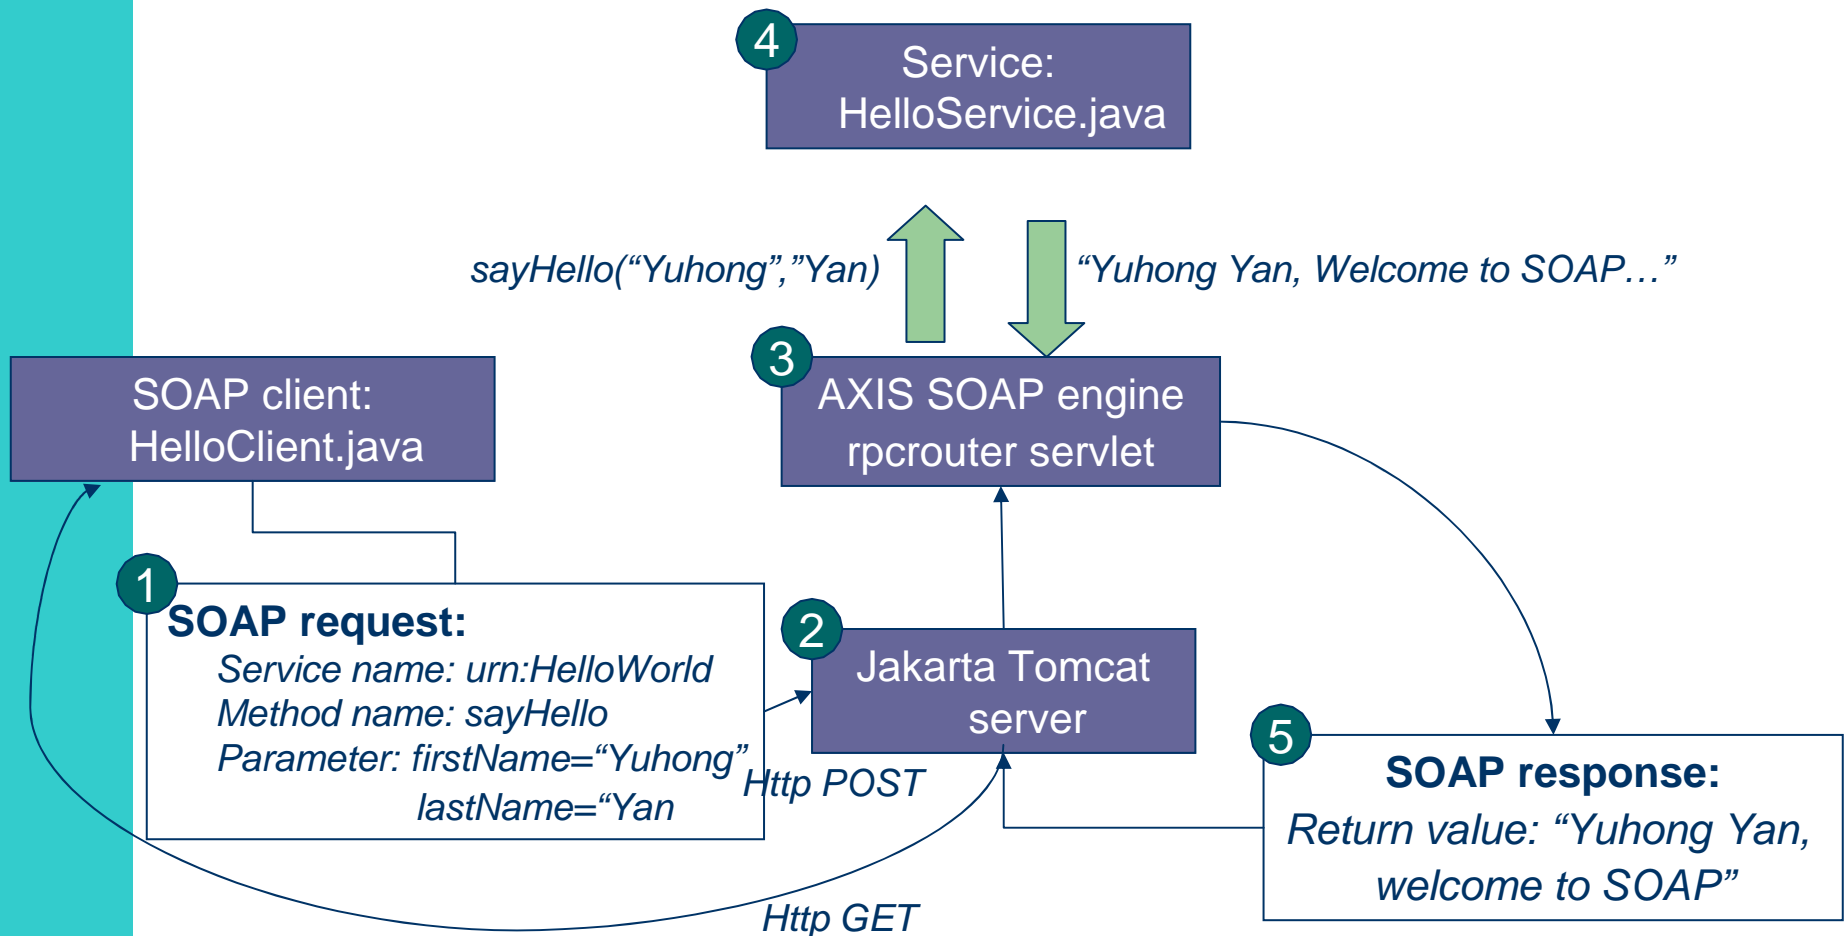 4
Service:
HelloService.java
sayHello(“Yuhong”,”Yan)
“Yuhong Yan, Welcome to SOAP…”
3
AXIS SOAP engine
rpcrouter servlet
SOAP client:
HelloClient.java
1
SOAP request:
Service name: urn:HelloWorld
Method name: sayHello
Parameter: firstName=“Yuhong”
lastName=“Yan
2
Jakarta Tomcat
server
Http POST
5
SOAP response:
Return value: “Yuhong Yan,
welcome to SOAP”
Http GET